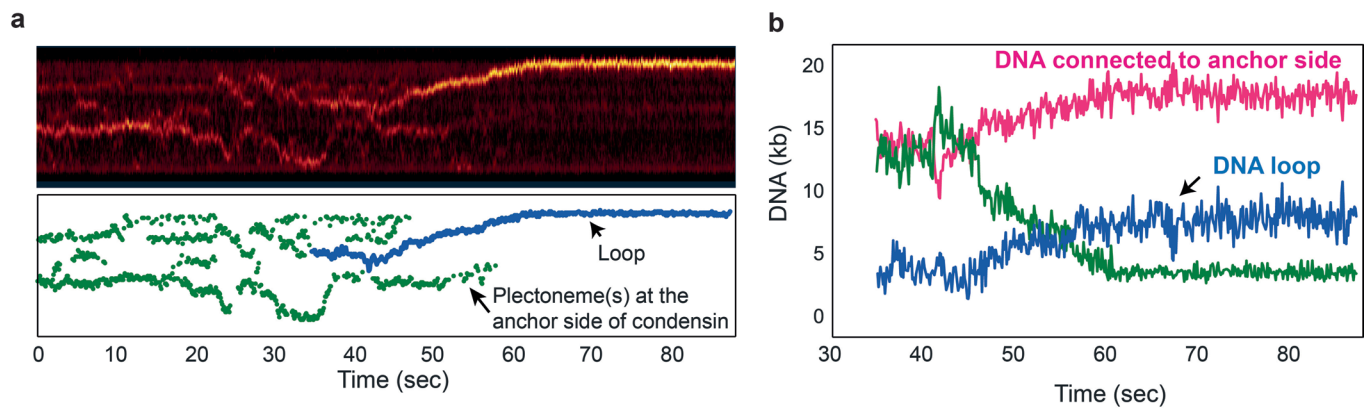 a
Loop
Plectoneme(s) at the
anchor side of condensin
0 10 20 30 40 50 60 70 80
Time (sec)
b
DNA connected to anchor side
DNA loop
DNA (kb)
20
15
10
5
0
30 40 50 60 70 80
Time (sec)